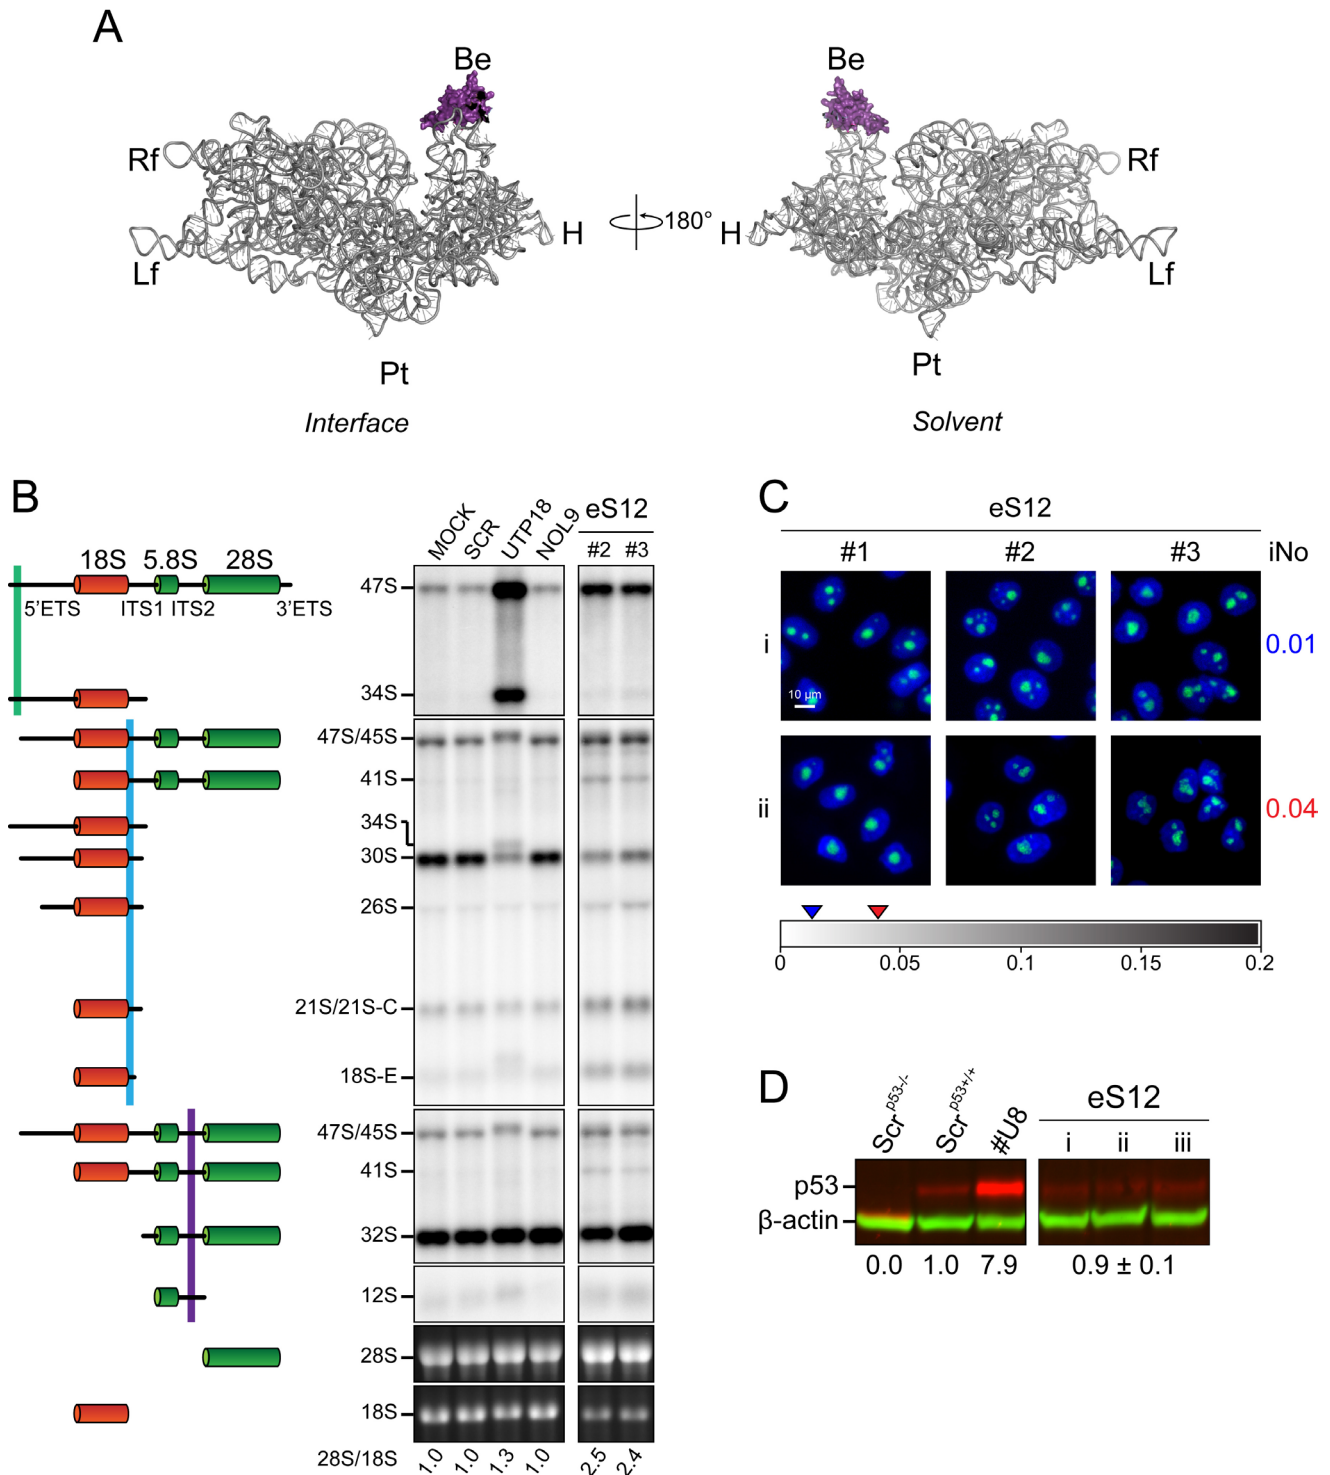 A
Be
Be
Rf
Rf
H
180°
H
Lf
Lf
Pt
Pt
Interface
Solvent
B
MOCK
SCR
UTP18
NOL9
eS12
#2
#3
18S
5.8S
28S
5'ETS
ITS1
ITS2
3'ETS
47S
34S
47S/45S
41S
34S
30S
26S
21S/21S-C
18S-E
47S/45S
41S
32S
12S
28S
18S
28S/18S
1.0
1.0
1.3
1.0
2.5
2.4
C
eS12
#1
#2
#3
iNo
i
10 µm
0.01
ii
0.04
0
0.05
0.1
0.15
0.2
D
Scr p53-/-
Scr p53+/+
#U8
eS12
i
ii
iii
p53
β-actin
0.0
1.0
7.9
0.9 ± 0.1